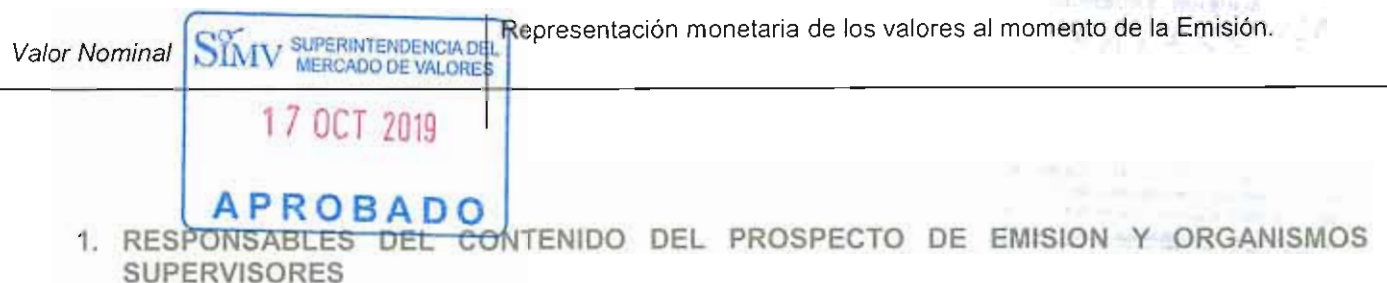 Valor Nominal
Representación monetaria de los valores al momento de la Emisión.
SIMV SUPERINTENDENCIA DEL
MERCADO DE VALORES
17 OCT 2019
APROBADO
1. RESPONSABLES DEL CONTENIDO DEL PROSPECTO DE EMISION Y ORGANISMOS
SUPERVISORES